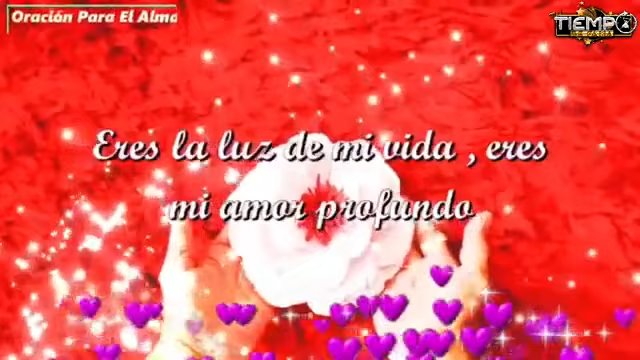 Oración Para El Alma
TIEMPO
Eres la luz de mi vida , eres
mi amor profundo